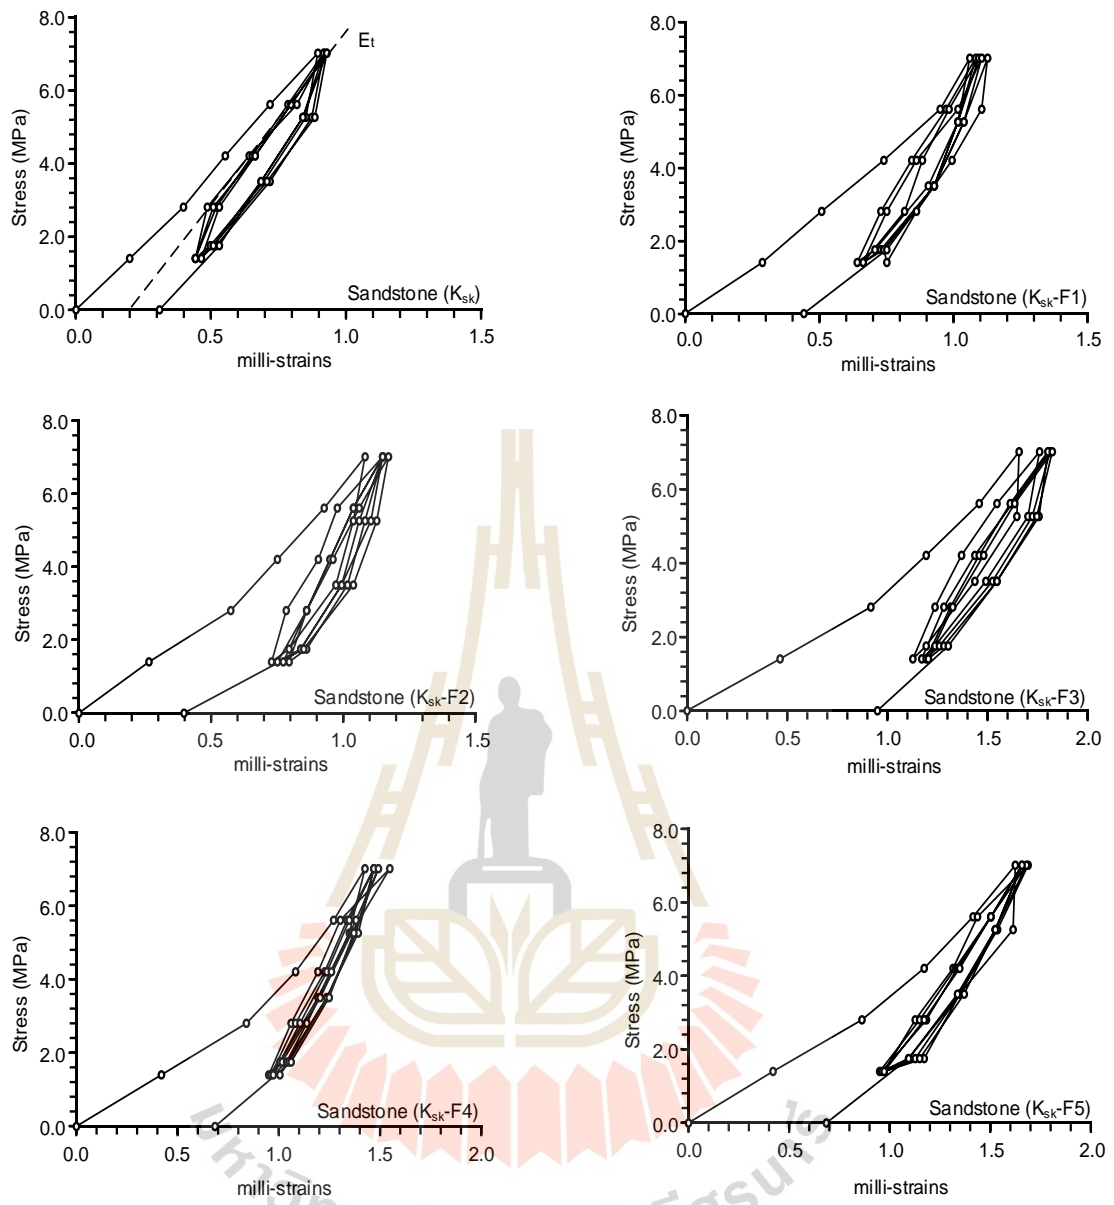 8.0
6.0
4.0
2.0
0.0
Stress (MPa)
Et
Sandstone (Ksk)
0.0 0.5 1.0 1.5
milli-strains
8.0
6.0
4.0
2.0
0.0
Stress (MPa)
Sandstone (Ksk-F1)
0.0 0.5 1.0 1.5
milli-strains
8.0
6.0
4.0
2.0
0.0
Stress (MPa)
Sandstone (Ksk-F2)
0.0 0.5 1.0 1.5
milli-strains
8.0
6.0
4.0
2.0
0.0
Stress (MPa)
Sandstone (Ksk-F3)
0.0 0.5 1.0 1.5 2.0
milli-strains
8.0
6.0
4.0
2.0
0.0
Stress (MPa)
Sandstone (Ksk-F4)
0.0 0.5 1.0 1.5 2.0
milli-strains
8.0
6.0
4.0
2.0
0.0
Stress (MPa)
Sandstone (Ksk-F5)
0.0 0.5 1.0 1.5 2.0
milli-strains